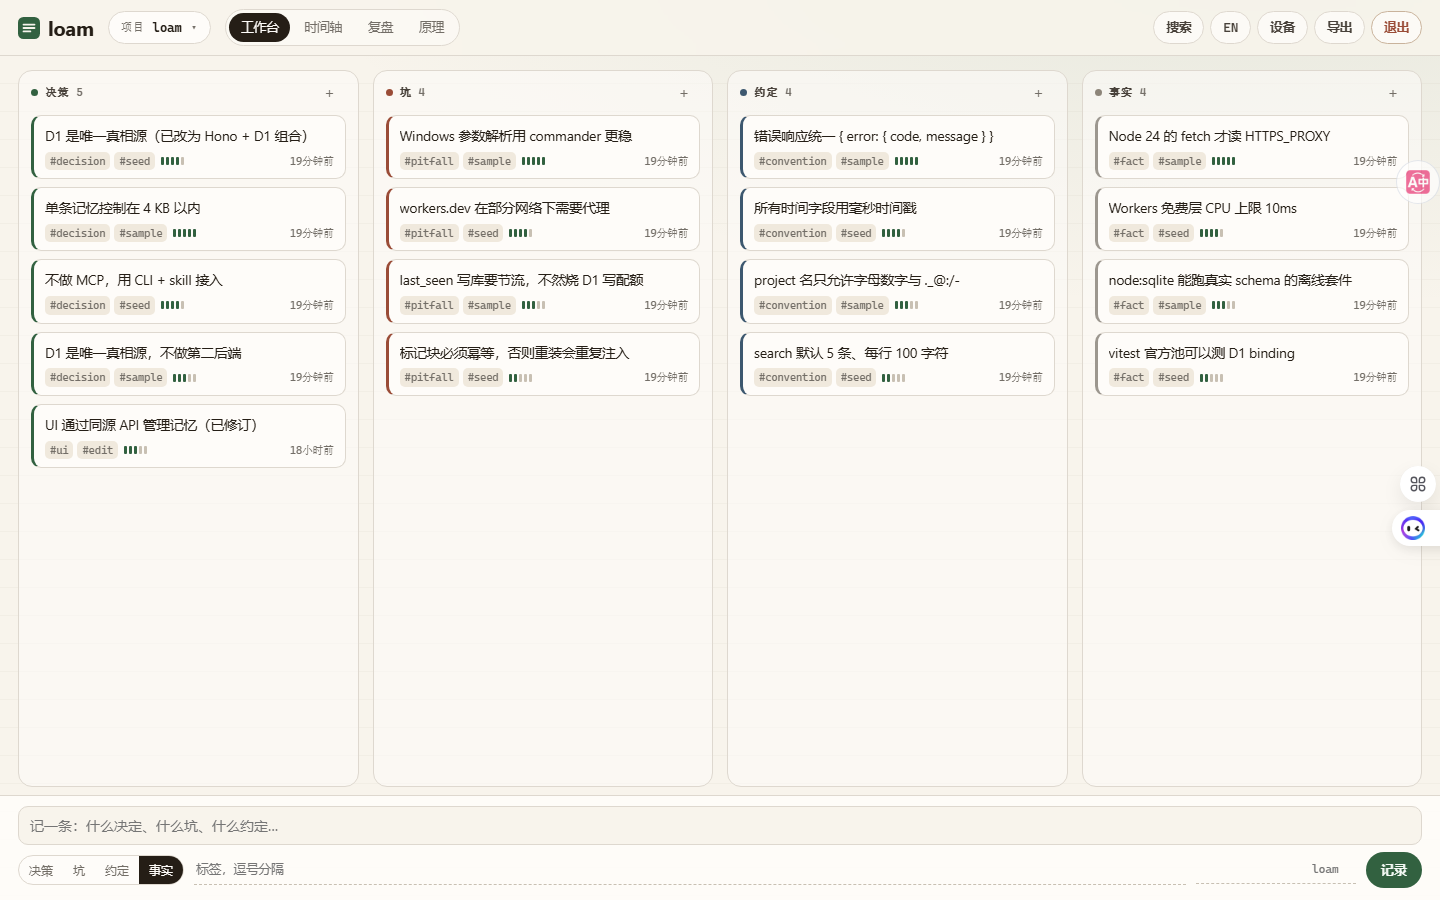 loam
项目 loam
工作台 时间轴 复盘 原理
搜索 EN 设备 导出 退出
决策 5 +
D1 是唯一真相源（已改为 Hono + D1 组合）
#decision #seed 19分钟前
单条记忆控制在 4 KB 以内
#decision #sample 19分钟前
不做 MCP，用 CLI + skill 接入
#decision #seed 19分钟前
D1 是唯一真相源，不做第二后端
#decision #sample 19分钟前
UI 通过同源 API 管理记忆（已修订）
#ui #edit 18小时前
坑 4 +
Windows 参数解析用 commander 更稳
#pitfall #sample 19分钟前
workers.dev 在部分网络下需要代理
#pitfall #seed 19分钟前
last_seen 写库要节流，不然烧 D1 写配额
#pitfall #sample 19分钟前
标记块必须幂等，否则重装会重复注入
#pitfall #seed 19分钟前
约定 4 +
错误响应统一 { error: { code, message } }
#convention #sample 19分钟前
所有时间字段用毫秒时间戳
#convention #seed 19分钟前
project 名只允许字母数字与 ._@:/-
#convention #sample 19分钟前
search 默认 5 条、每行 100 字符
#convention #seed 19分钟前
事实 4 +
Node 24 的 fetch 才读 HTTPS_PROXY
#fact #sample 19分钟前
Workers 免费层 CPU 上限 10ms
#fact #seed 19分钟前
node:sqlite 能跑真实 schema 的离线套件
#fact #sample 19分钟前
vitest 官方池可以测 D1 binding
#fact #seed 19分钟前
A中
记一条：什么决定、什么坑、什么约定...
决策 坑 约定 事实 标签，逗号分隔 loam 记录